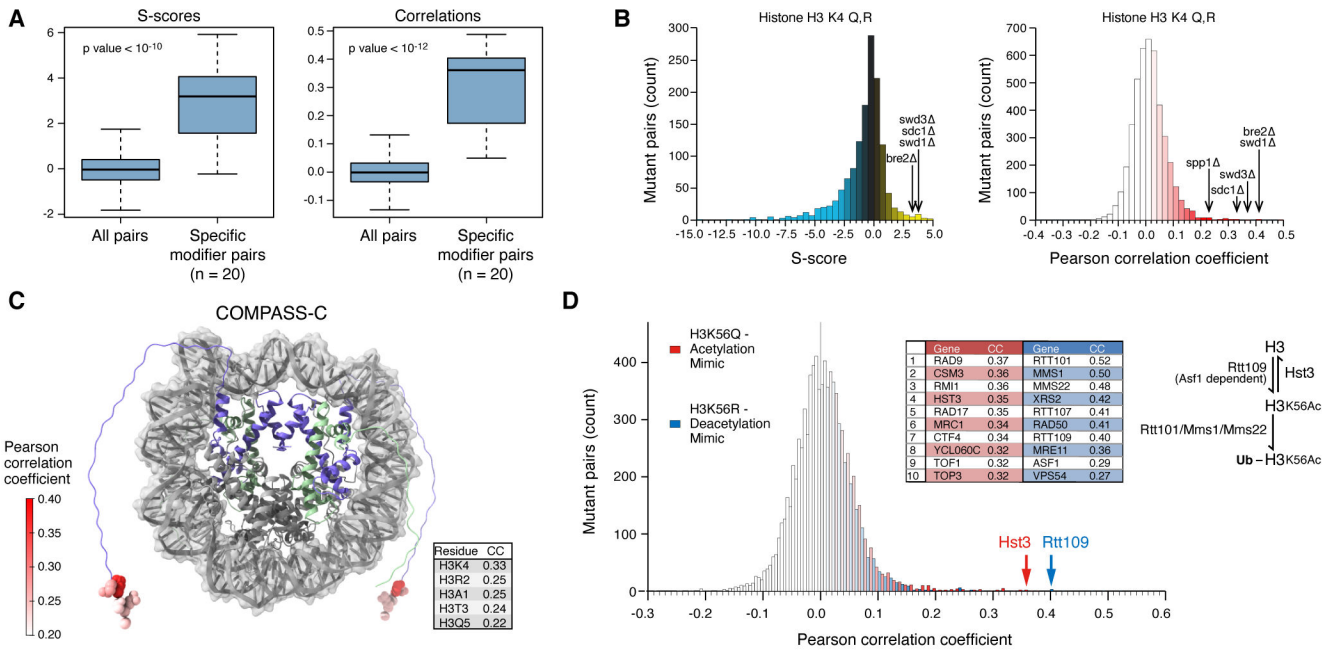 A
S-scores
p value < 10-10
6
4
2
0
-2
All pairs
Specific
modifier pairs
(n = 20)
Correlations
p value < 10-12
0.5
0.4
0.3
0.2
0.1
0.0
-0.1
All pairs
Specific
modifier pairs
(n = 20)
B
Histone H3 K4 Q,R
Mutant pairs (count)
300
250
200
150
100
50
0
swd3Δ
sdc1Δ
swd1Δ
bre2Δ
-15.0
-12.5
-7.5
-5.0
-2.5
0.0
2.5
5.0
S-score
Histone H3 K4 Q,R
Mutant pairs (count)
700
600
500
400
300
200
100
0
bre2Δ
swd1Δ
spp1Δ
swd3Δ
sdc1Δ
-0.4 -0.3 -0.2 -0.1 0.0 0.1 0.2 0.3 0.4 0.5
Pearson correlation coefficient
C
COMPASS-C
Pearson
correlation
coefficient
0.40
0.35
0.30
0.25
0.20
Residue CC
H3K4 0.33
H3R2 0.25
H3A1 0.25
H3T3 0.24
H3Q5 0.22
D
Mutant pairs (count)
400
300
200
100
0
H3K56Q -
Acetylation
Mimic
H3K56R -
Deacetylation
Mimic
Gene CC Gene CC
1 RAD9 0.37 RTT101 0.52
2 CSM3 0.36 MMS1 0.50
3 RMI1 0.36 MMS22 0.48
4 HST3 0.35 XRS2 0.42
5 RAD17 0.35 RTT107 0.41
6 MRC1 0.34 RAD50 0.41
7 CTF4 0.34 RTT109 0.40
8 YCL060C 0.32 MRE11 0.36
9 TOF1 0.32 ASF1 0.29
10 TOP3 0.32 VPS54 0.27
H3
Rtt109
(Asf1 dependent)
Hst3
H3K56Ac
Rtt101/Mms1/Mms22
Ub–H3K56Ac
Hst3 Rtt109
-0.3 -0.1 0.0 0.1 0.2 0.3 0.4 0.5 0.6
Pearson correlation coefficient